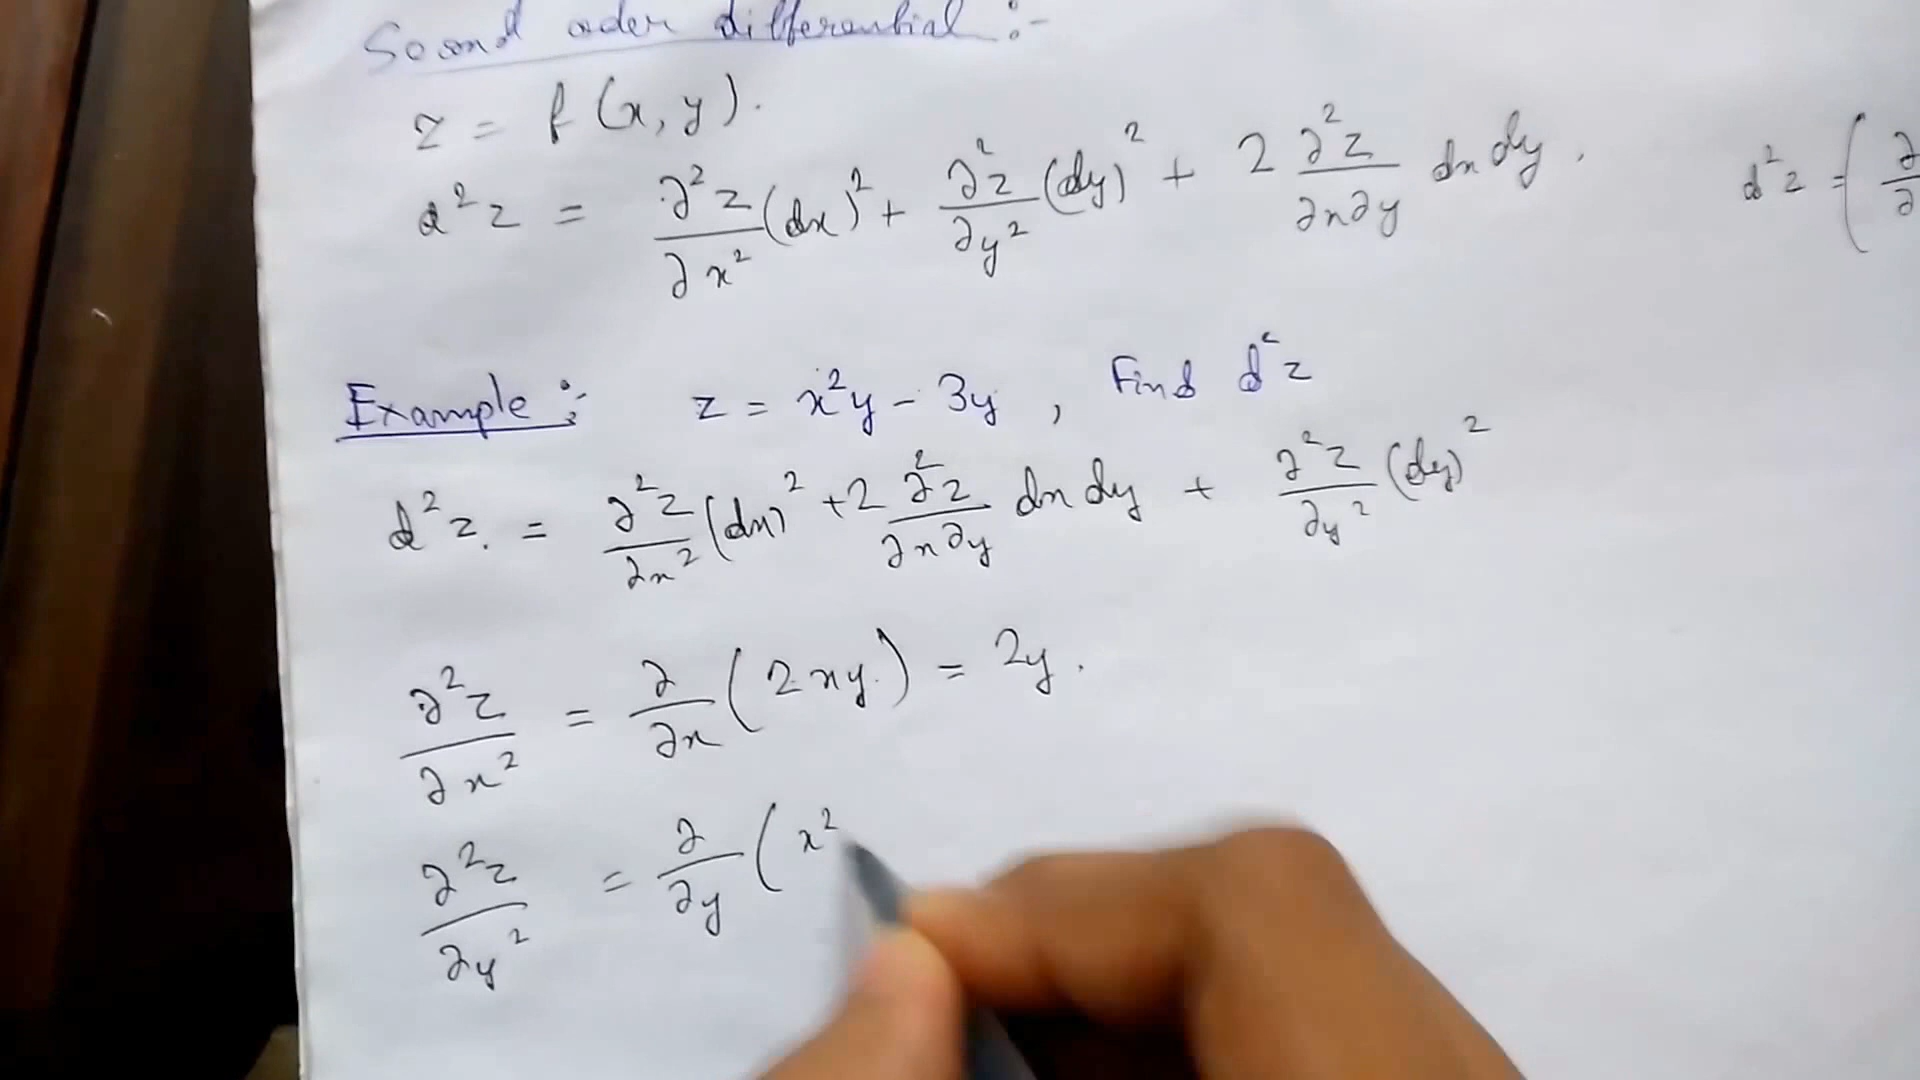 Second order differential :-
z = f(x, y).
d²z = ∂²z/∂x² (dx)² + ∂²z/∂y² (dy)² + 2 ∂²z/∂x∂y dx dy .
d²z = ( ∂/∂
Example :- z = x²y - 3y , Find d²z
d²z. = ∂²z/∂x² (dx)² + 2 ∂²z/∂x∂y dx dy + ∂²z/∂y² (dy)²
∂²z/∂x² = ∂/∂x (2xy.) = 2y.
∂²z/∂y² = ∂/∂y ( x²